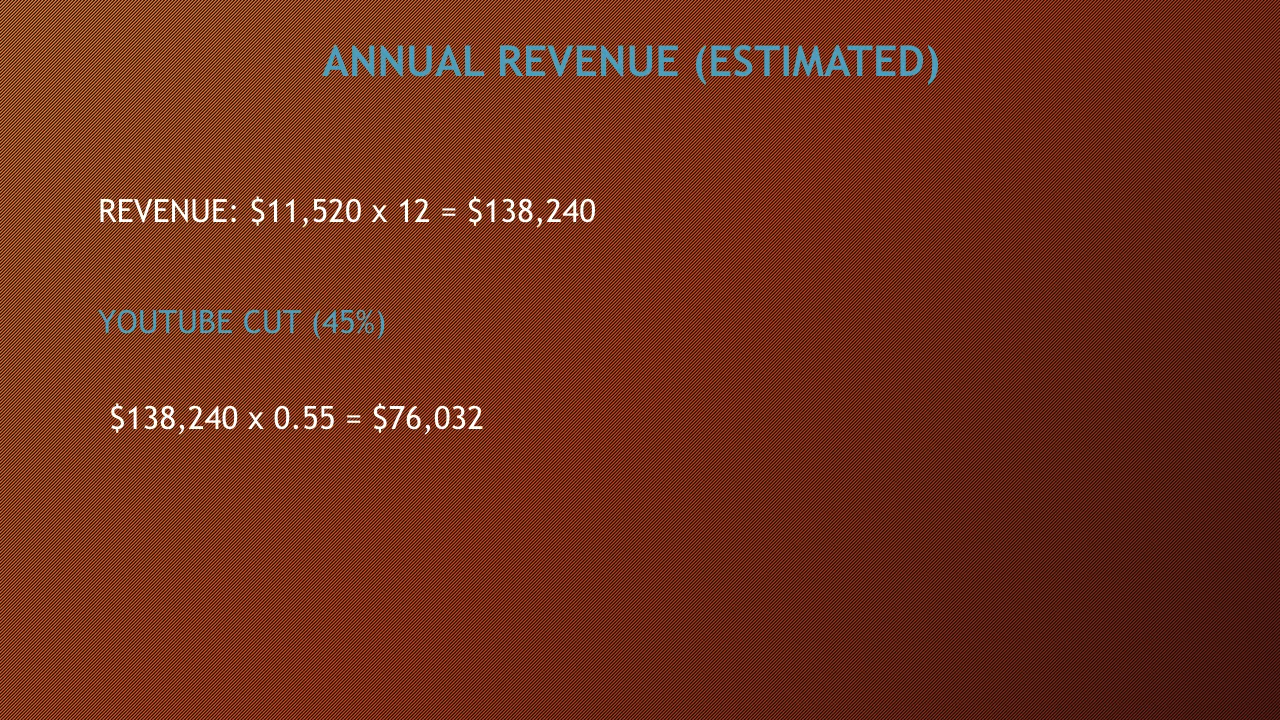 ANNUAL REVENUE (ESTIMATED)
REVENUE: $11,520 x 12 = $138,240
YOUTUBE CUT (45%)
$138,240 x 0.55 = $76,032